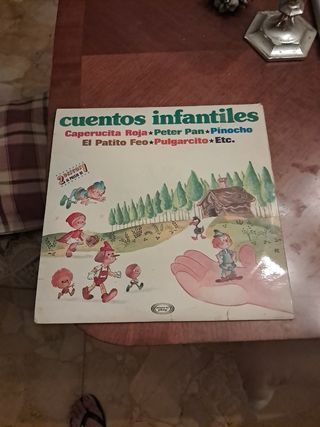 cuentos infantiles
Caperucita Roja★Peter Pan★Pinocho
El Patito Feo★Pulgarcito★Etc.